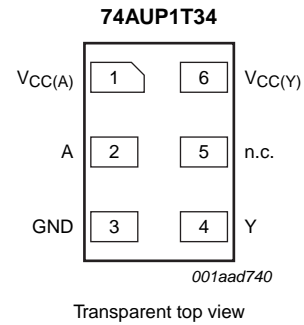 74AUP1T34
VCC(A) 1 6 VCC(Y)
A 2 5 n.c.
GND 3 4 Y
001aad740
Transparent top view